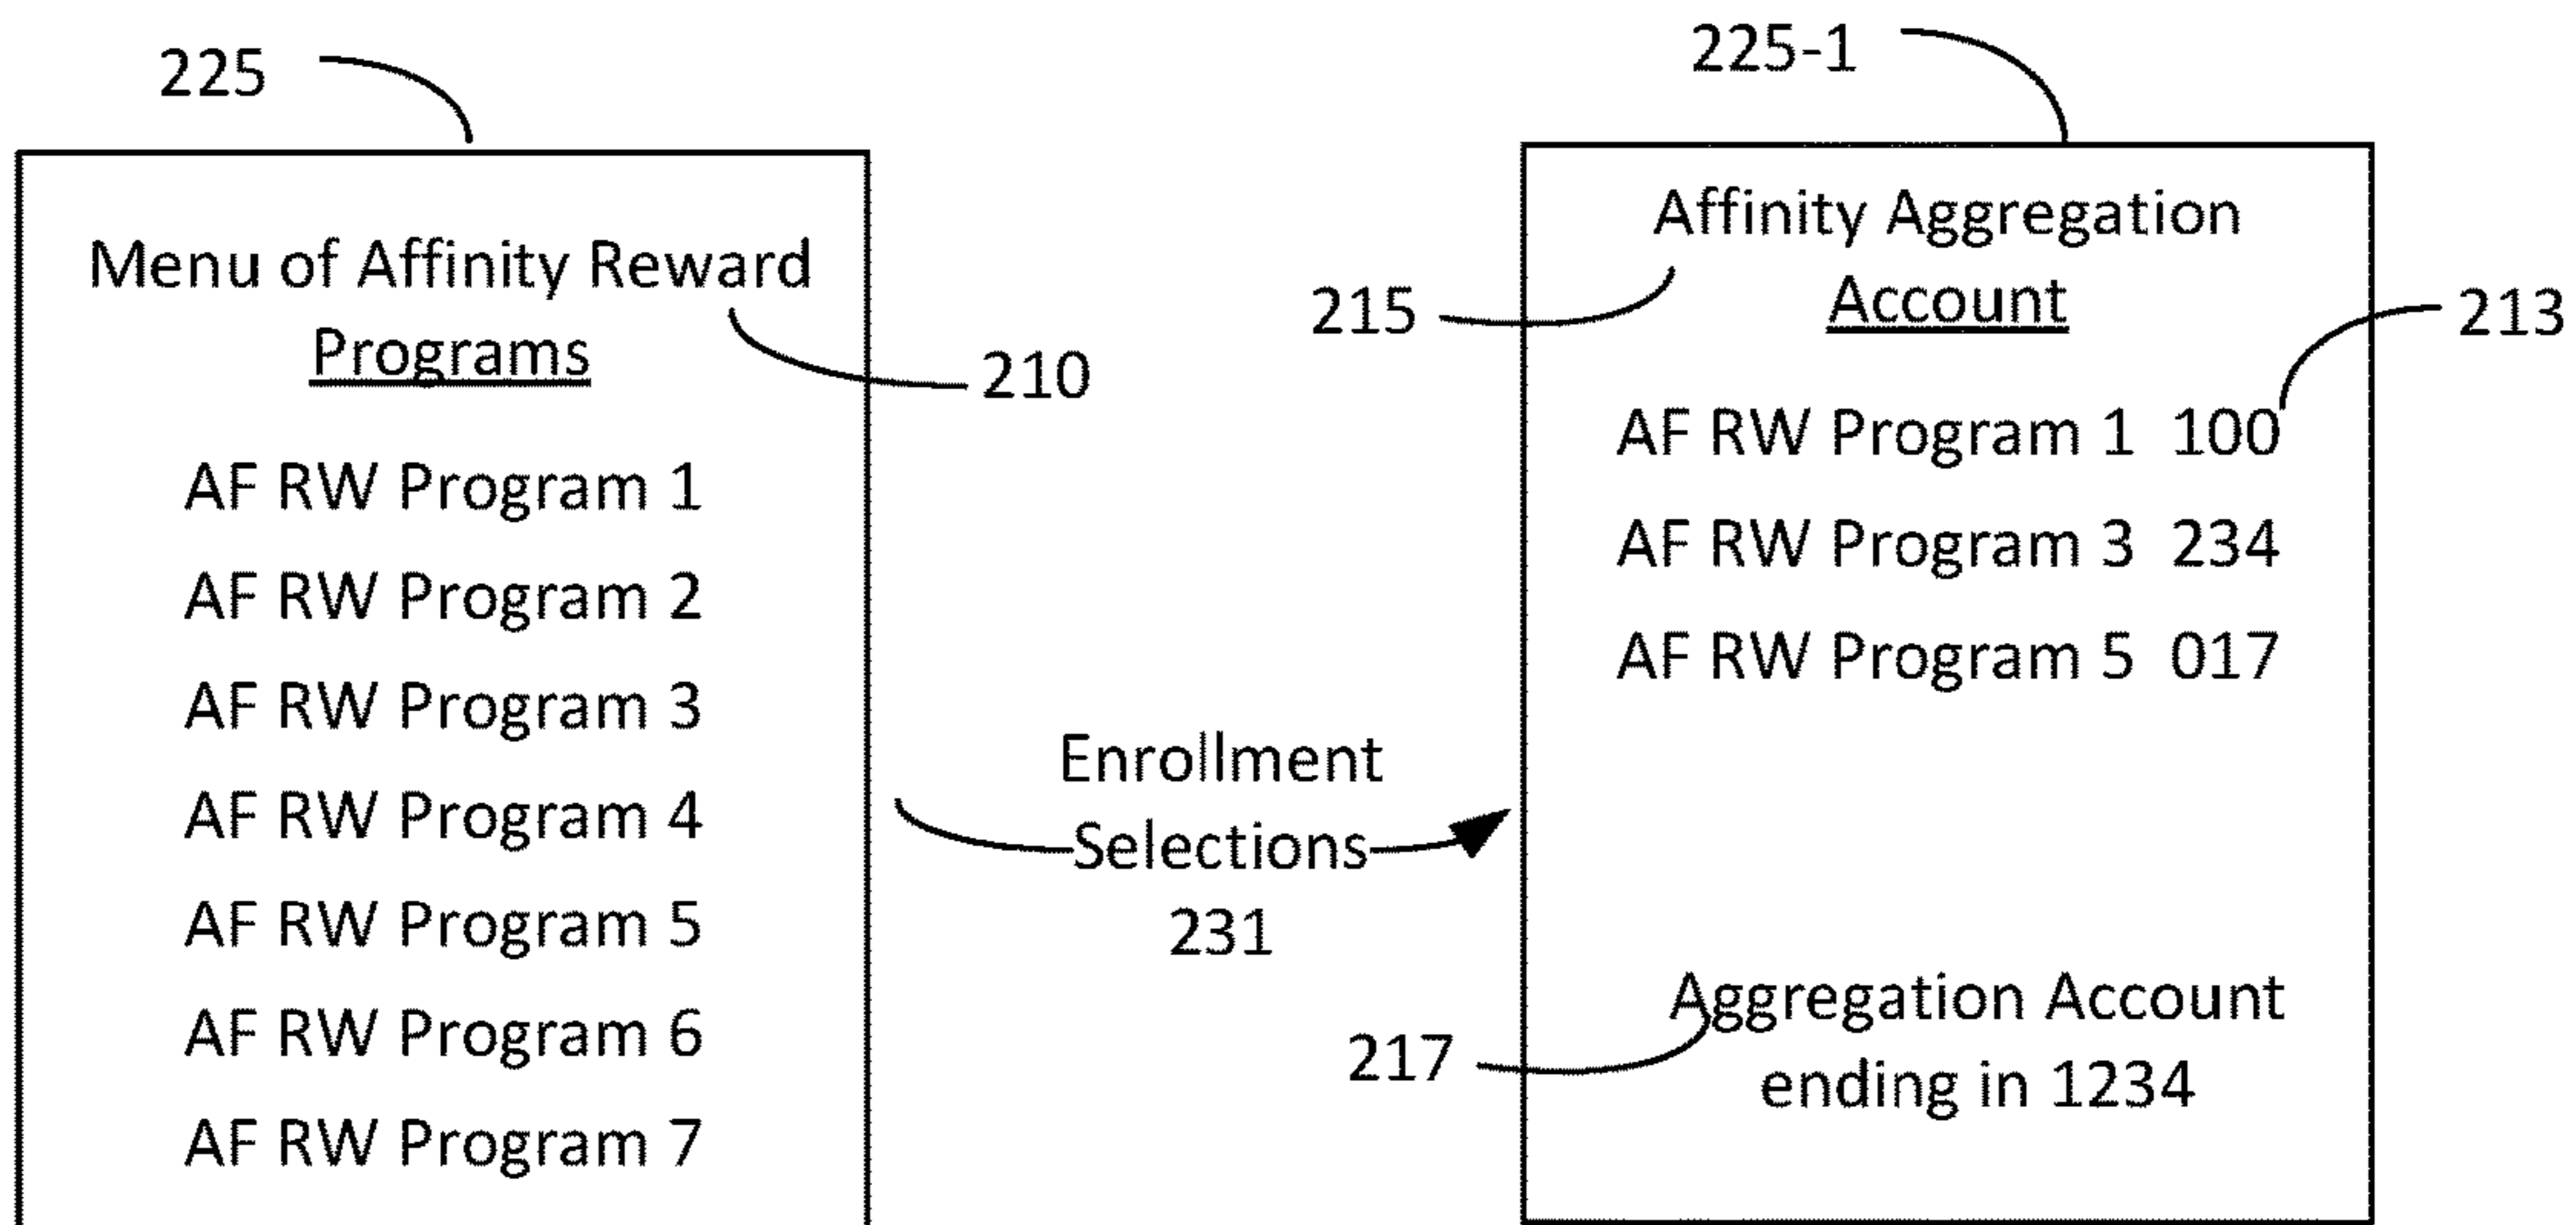 225
Menu of Affinity Reward
Programs
210
AF RW Program 1
AF RW Program 2
AF RW Program 3
AF RW Program 4
AF RW Program 5
AF RW Program 6
AF RW Program 7
Enrollment
Selections
231
225-1
Affinity Aggregation
Account
215
213
AF RW Program 1 100
AF RW Program 3 234
AF RW Program 5 017
Aggregation Account
ending in 1234
217